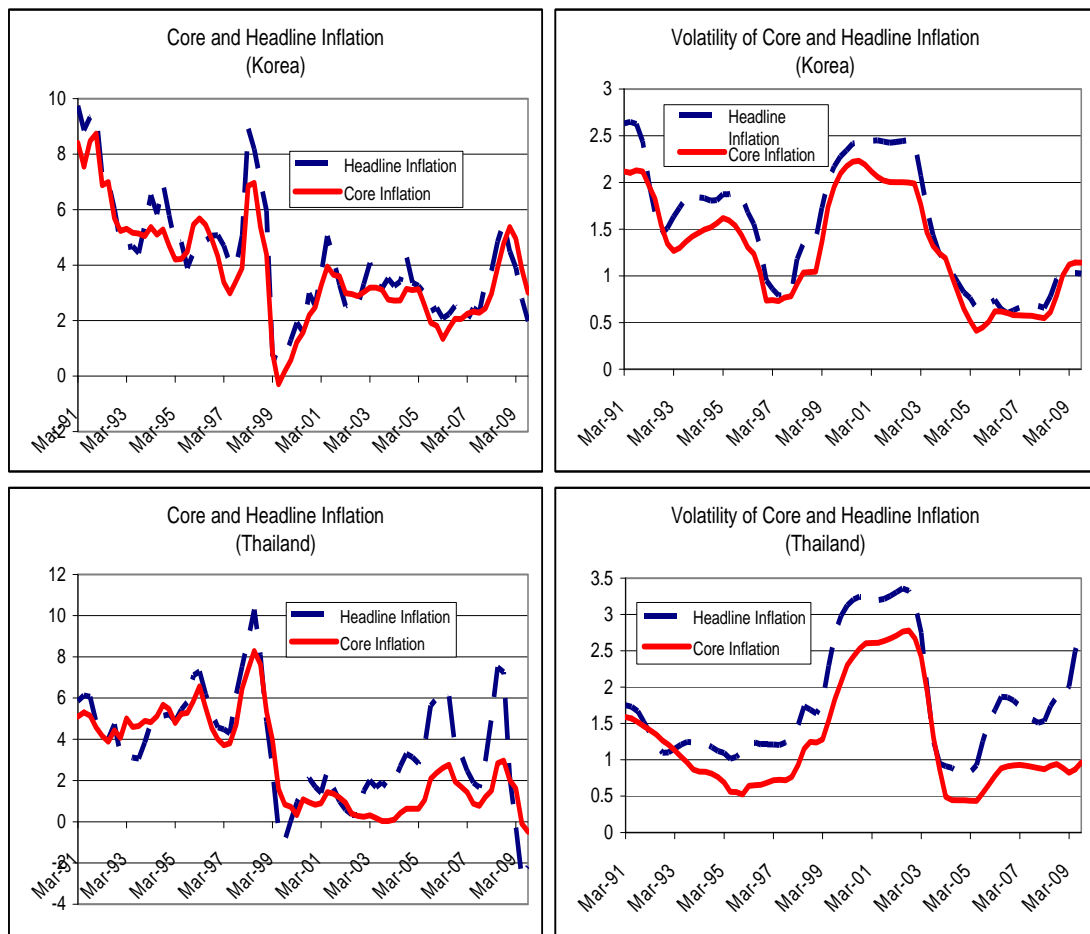 Core and Headline Inflation
(Korea)
10
8
6
4
2
0
2
Mar-91
Mar-93
Mar-95
Mar-97
Mar-99
Mar-01
Mar-03
Mar-05
Mar-07
Mar-09
Headline Inflation
Core Inflation
Volatility of Core and Headline Inflation
(Korea)
3
2.5
2
1.5
1
0.5
0
Mar-91
Mar-93
Mar-95
Mar-97
Mar-99
Mar-01
Mar-03
Mar-05
Mar-07
Mar-09
Headline
Inflation
Core Inflation
Core and Headline Inflation
(Thailand)
12
10
8
6
4
2
0
-2
-4
Mar-91
Mar-93
Mar-95
Mar-97
Mar-99
Mar-01
Mar-03
Mar-05
Mar-07
Mar-09
Headline Inflation
Core Inflation
Volatility of Core and Headline Inflation
(Thailand)
3.5
3
2.5
2
1.5
1
0.5
0
Mar-91
Mar-93
Mar-95
Mar-97
Mar-99
Mar-01
Mar-03
Mar-05
Mar-07
Mar-09
Headline Inflation
Core Inflation